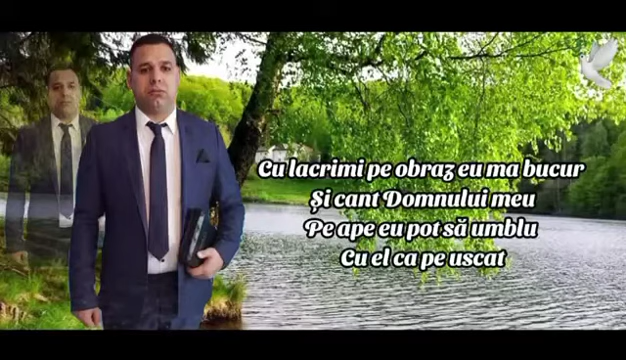 Cu lacrimi pe obraz eu ma bucur
Și cant Domnului meu
Pe ape eu pot să umblu
Cu el ca pe uscat